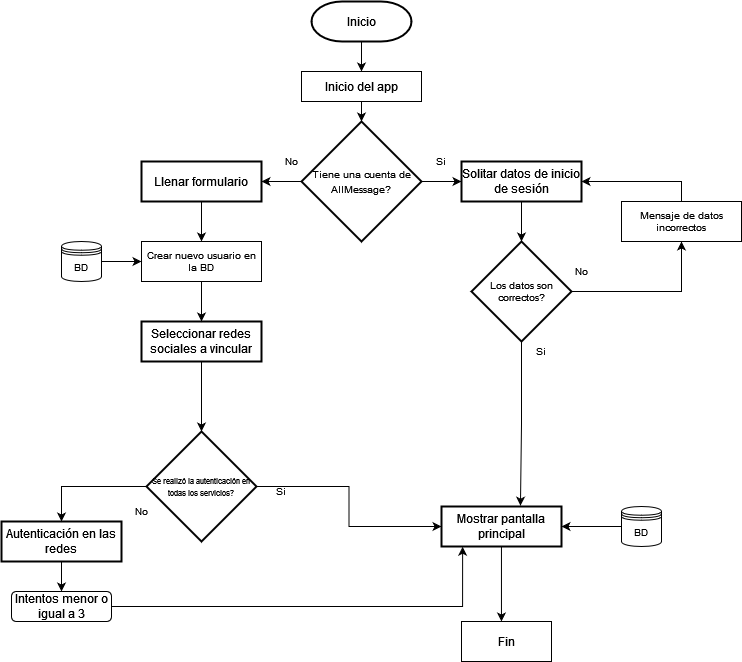 Inicio
Inicio del app
No
Tiene una cuenta de
AllMessage?
Si
Llenar formulario
Solitar datos de inicio
de sesión
Mensaje de datos
incorrectos
BD
Crear nuevo usuario en
la BD
No
Los datos son
correctos?
Si
Seleccionar redes
sociales a vincular
Se realizó la autenticación en
todas los servicios?
Si
No
Autenticación en las
redes
Mostrar pantalla
principal
BD
Intentos menor o
igual a 3
Fin